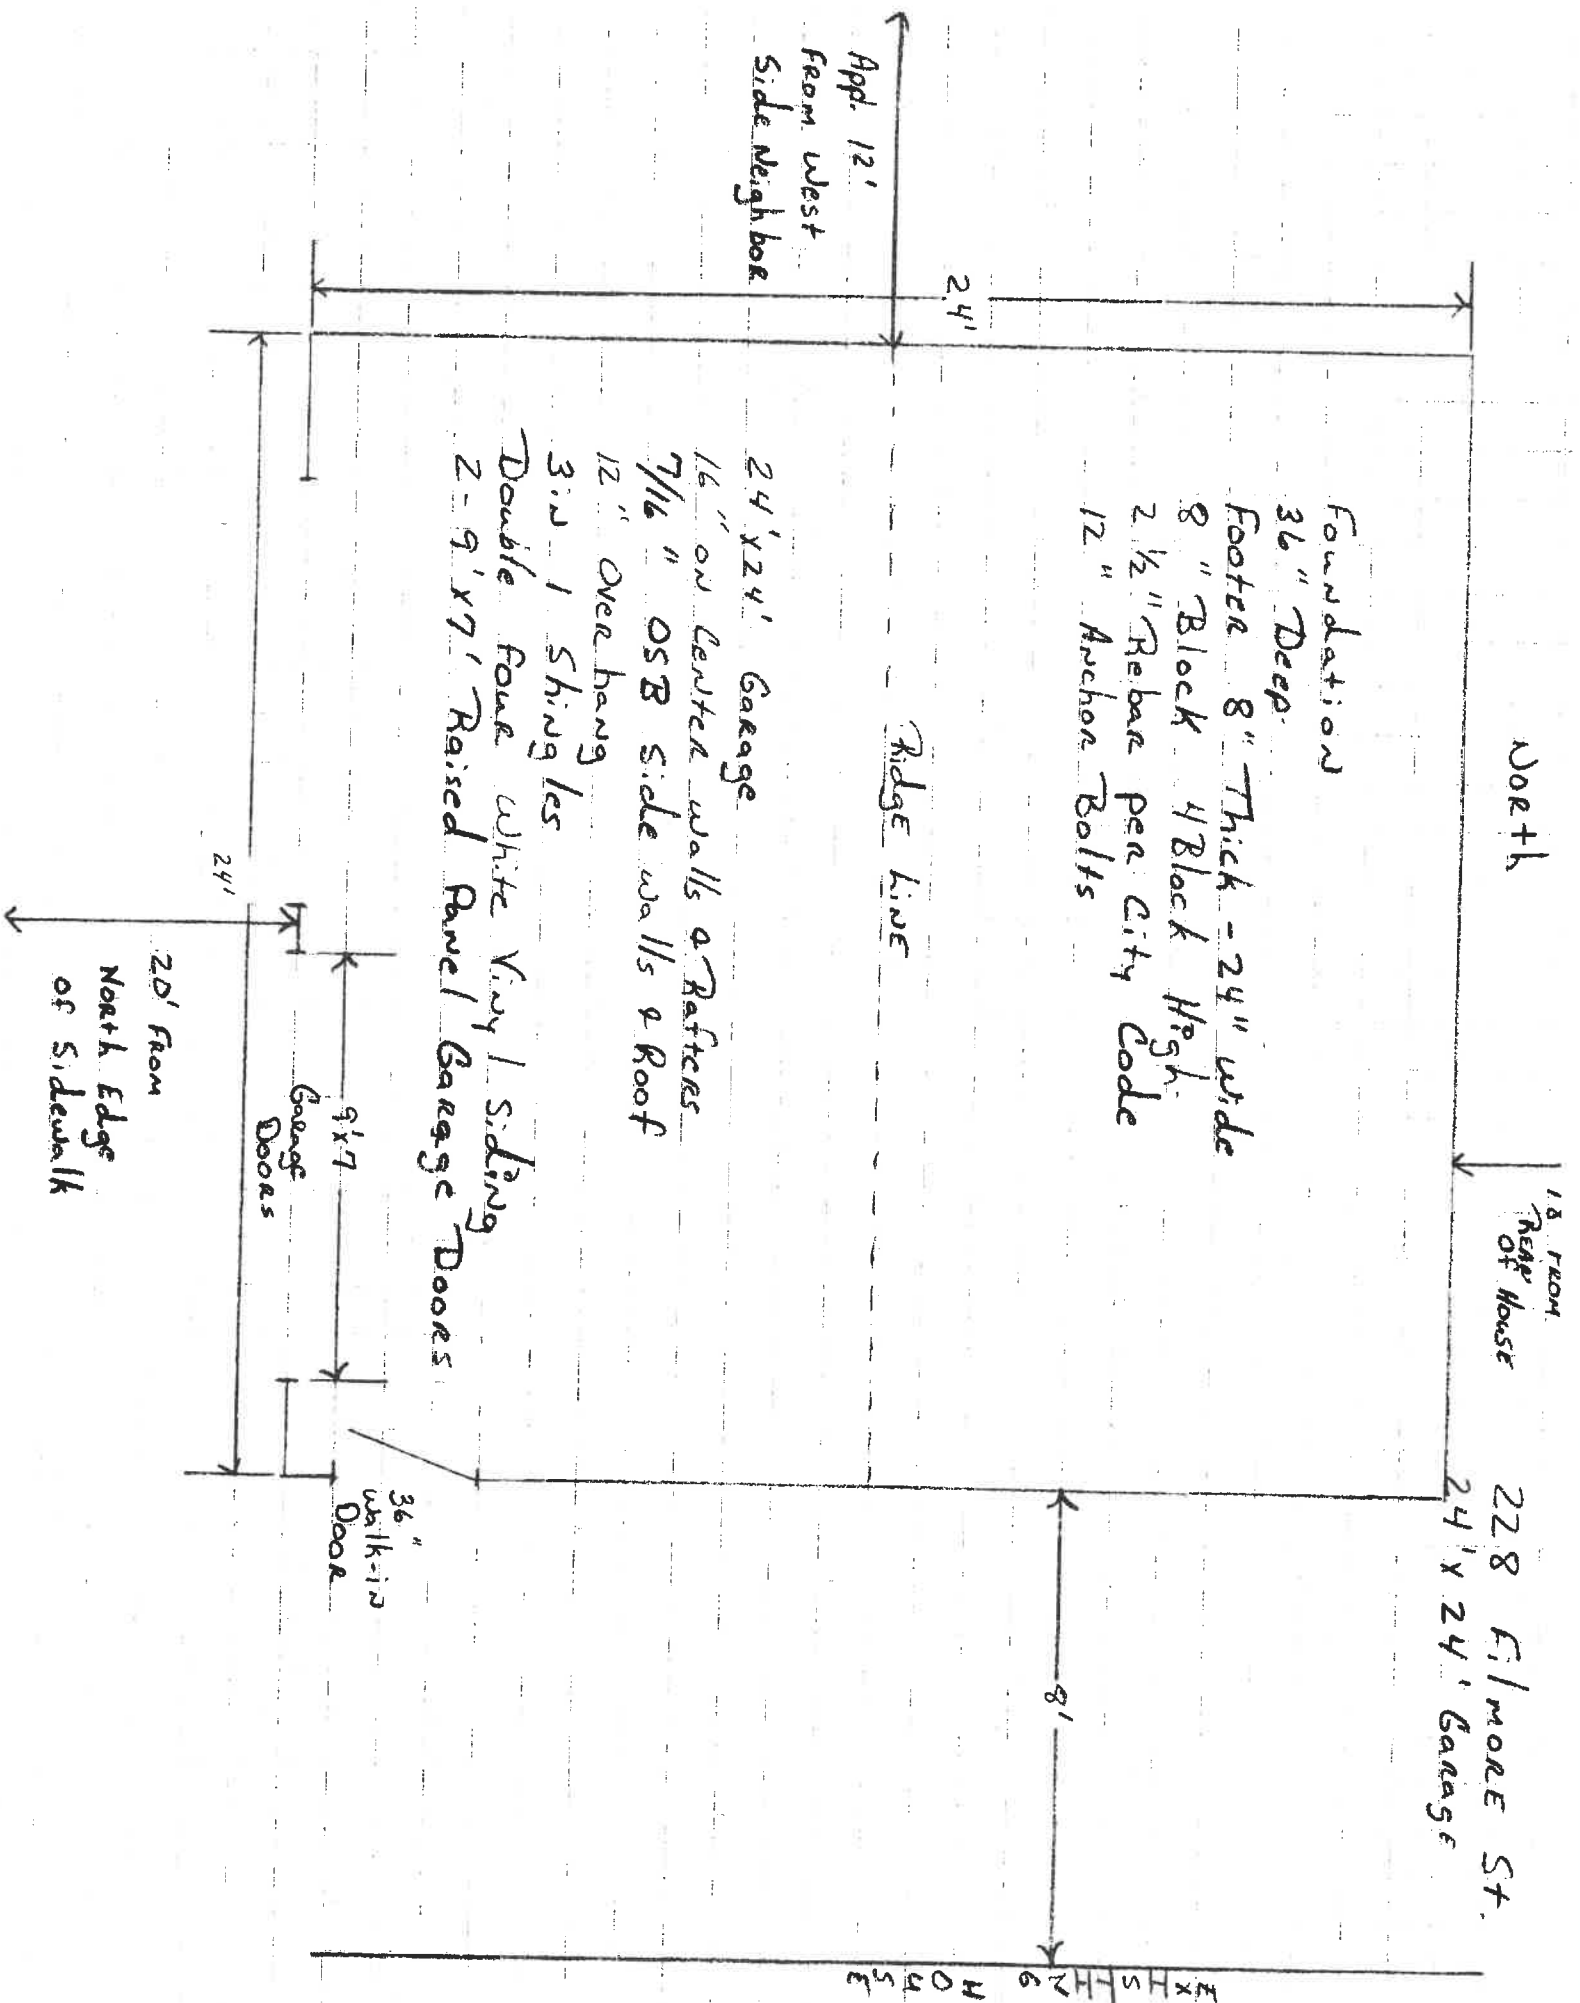 North
18 FROM
REAR
OF HOUSE
228 Filmore St.
24' x 24' Garage
Foundation
36" Deep
Footer 8" Thick - 24" wide
8" Block 4 Block High
2 1/2" Rebar per City Code
12" Anchor Bolts
24'
App. 12'
From West
Side Neighbor
Ridge Line
8'
EXISTING HOUSE
24' x 24' Garage
16" on Center walls & Rafters
7/16" OSB Side walls & Roof
12" Over hang
3 in 1 Shingles
Double Four White Vinyl Siding
2 - 9' x 7' Raised Panel Garage Doors
36"
Walk-in
Door
9'x7
Garage
Doors
24'
20' From
North Edge
of Sidewalk